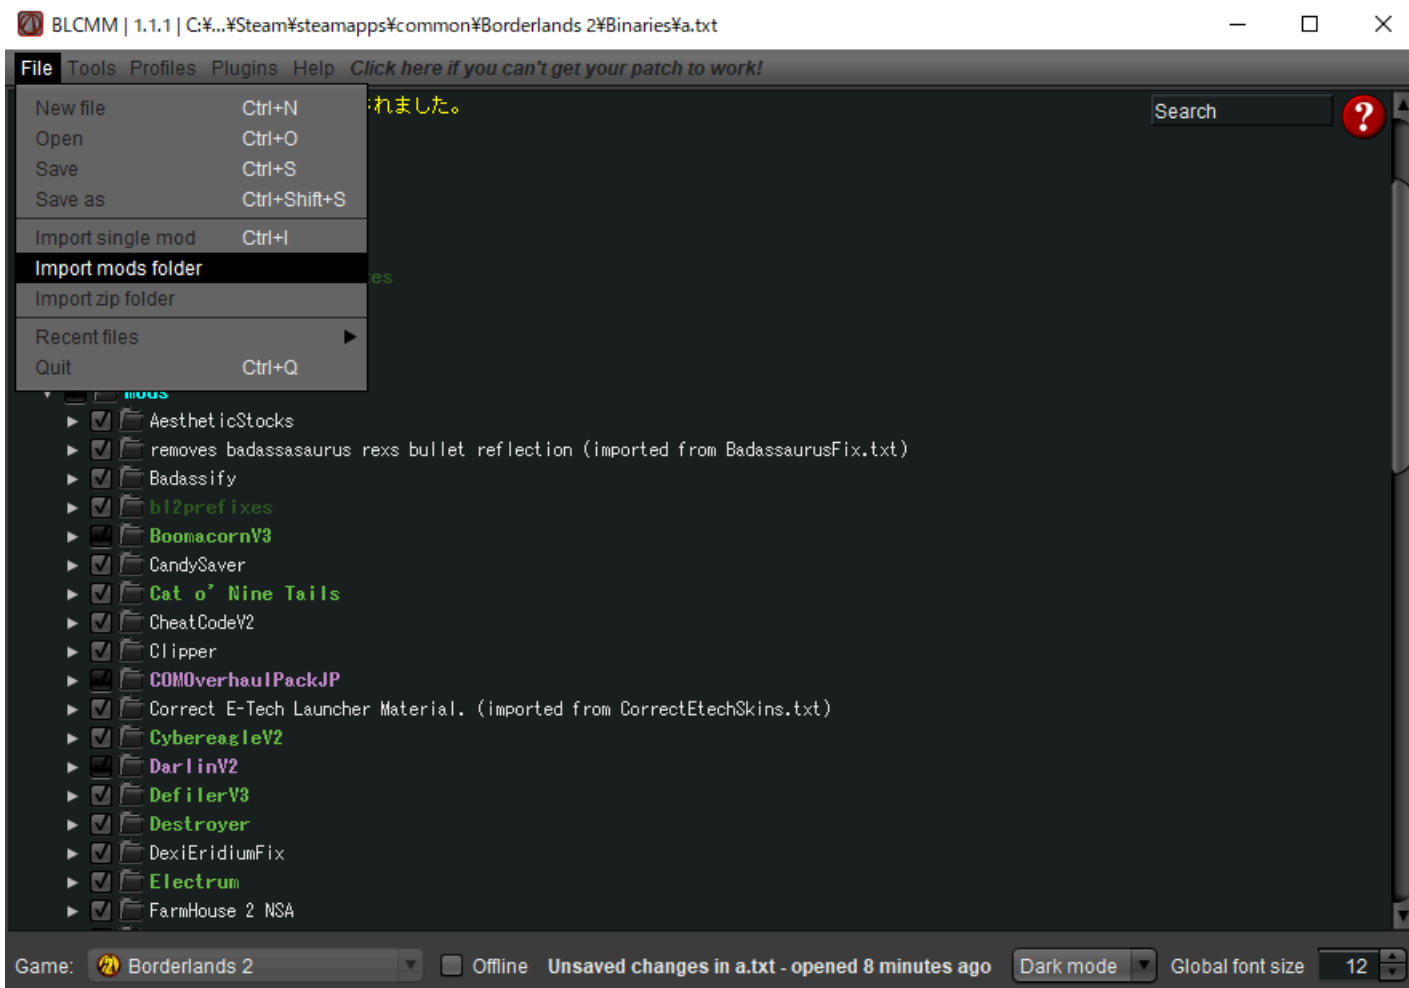 BLCMM | 1.1.1 | C:¥...¥Steam¥steamapps¥common¥Borderlands 2¥Binaries¥a.txt
File Tools Profiles Plugins Help Click here if you can't get your patch to work!
New file Ctrl+N
されました。
Search
?
Open Ctrl+O
Save Ctrl+S
Save as Ctrl+Shift+S
Import single mod Ctrl+I
Import mods folder
es
Import zip folder
Recent files
Quit Ctrl+Q
mods
AestheticStocks
removes badassasaurus rexs bullet reflection (imported from BadassaurusFix.txt)
Badassify
bl2prefixes
BoomacornV3
CandySaver
Cat o' Nine Tails
CheatCodeV2
Clipper
COMOverhaulPackJP
Correct E-Tech Launcher Material. (imported from CorrectEtechSkins.txt)
CybereagleV2
DarlinV2
DefilerV3
Destroyer
DexiEridiumFix
Electrum
FarmHouse 2 NSA
Game: Borderlands 2 Offline Unsaved changes in a.txt - opened 8 minutes ago Dark mode Global font size 12